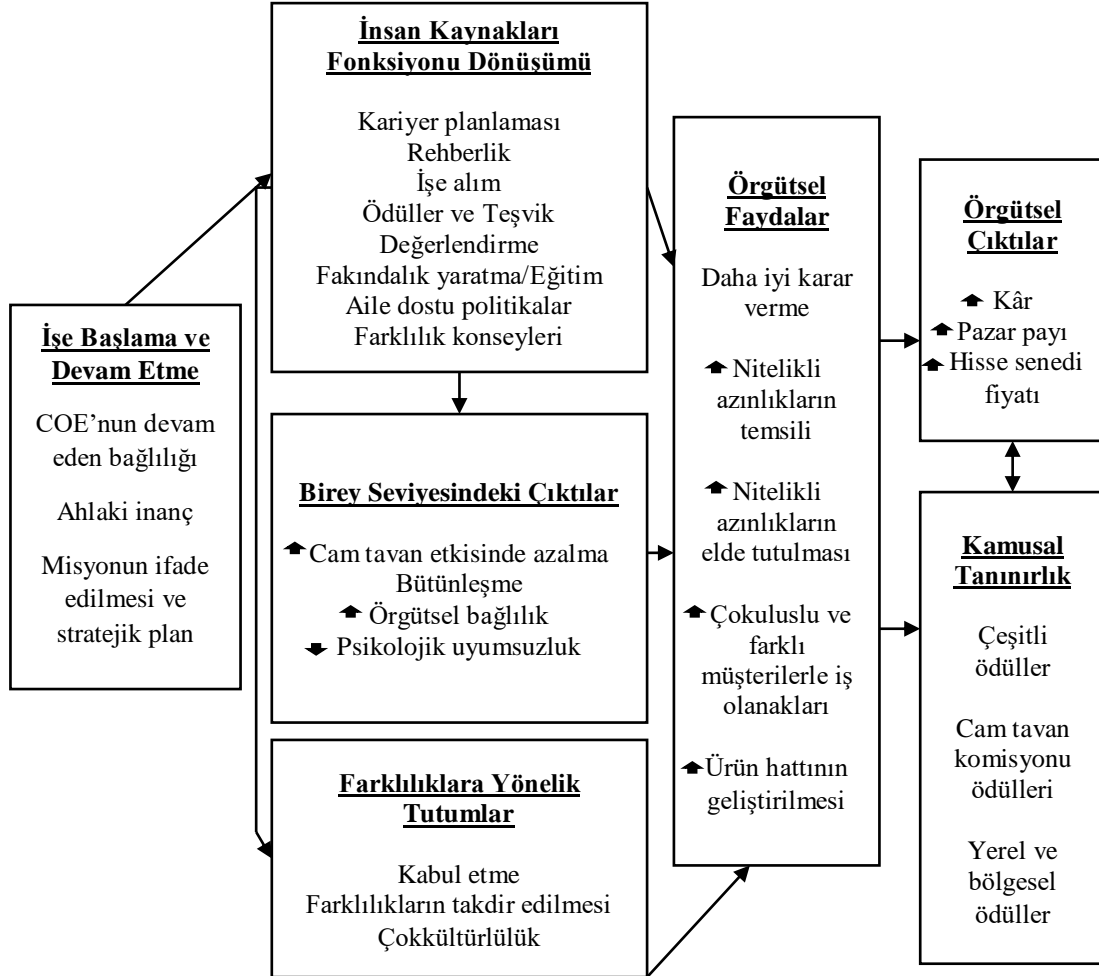 İnsan Kaynakları
Fonksiyonu Dönüşümü
Kariyer planlaması
Rehberlik
İşe alım
Ödüller ve Teşvik
Değerlendirme
Fakındalık yaratma/Eğitim
Aile dostu politikalar
Farklılık konseyleri
İşe Başlama ve
Devam Etme
COE’nun devam
eden bağlılığı
Ahlaki inanç
Misyonun ifade
edilmesi ve
stratejik plan
Birey Seviyesindeki Çıktılar
Cam tavan etkisinde azalma
Bütünleşme
Örgütsel bağlılık
Psikolojik uyumsuzluk
Farklılıklara Yönelik
Tutumlar
Kabul etme
Farklılıkların takdir edilmesi
Çokkültürlülük
Örgütsel
Faydalar
Daha iyi karar
verme
Nitelikli
azınlıkların
temsili
Nitelikli
azınlıkların
elde tutulması
Çokuluslu ve
farklı
müşterilerle iş
olanakları
Ürün hattının
geliştirilmesi
Örgütsel
Çıktılar
Kâr
Pazar payı
Hisse senedi
fiyatı
Kamusal
Tanınırlık
Çeşitli
ödüller
Cam tavan
komisyonu
ödülleri
Yerel ve
bölgesel
ödüller